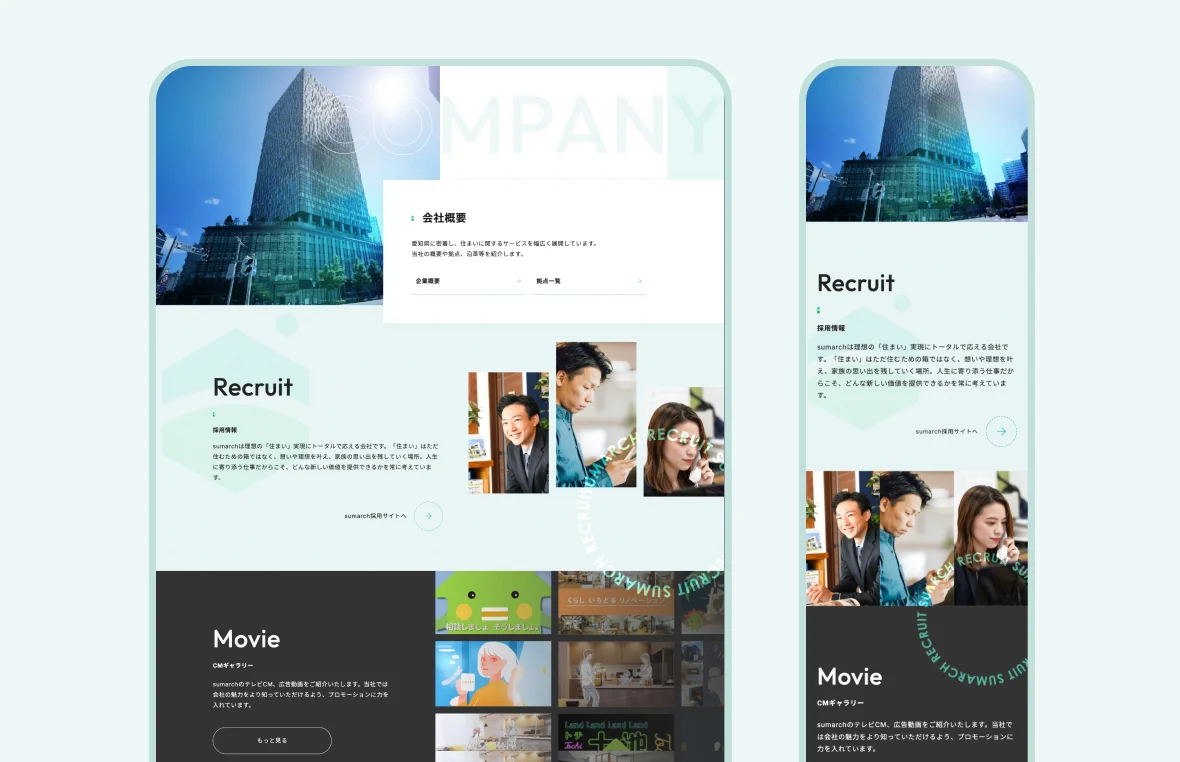 COMPANY
会社概要
愛知県に密着し、住まいに関するサービスを幅広く展開しています。
当社の概要や拠点、沿革等を紹介します。
企業概要
拠点一覧
Recruit
採用情報
sumarchは理想の「住まい」実現にトータルで応える会社です。「住まい」はただ
住むための箱ではなく、想いや理想を叶え、家族の思い出を残していく場所。人生
に寄り添う仕事だからこそ、どんな新しい価値を提供できるかを常に考えていま
す。
sumarch採用サイトへ
SUMARCH RECRUIT SUMARCH RECRUIT
Movie
CMギャラリー
sumarchのテレビCM、広告動画をご紹介いたします。当社では
会社の魅力をより知っていただけるよう、プロモーションに力を
入れています。
もっと見る
相談しましょ そうしましょ。
くらし いろどる リノベーション
Land Land Land Land
トチ
Tochi
土地
Recruit
採用情報
sumarchは理想の「住まい」実現にトータルで応える会社で
す。「住まい」はただ住むための箱ではなく、想いや理想を叶
え、家族の思い出を残していく場所。人生に寄り添う仕事だか
らこそ、どんな新しい価値を提供できるかを常に考えていま
す。
sumarch採用サイトへ
SUMARCH RECRUIT SUMARCH RECRUIT
Movie
CMギャラリー
sumarchのテレビCM、広告動画をご紹介いたします。当社で
は会社の魅力をより知っていただけるよう、プロモーションに
力を入れています。